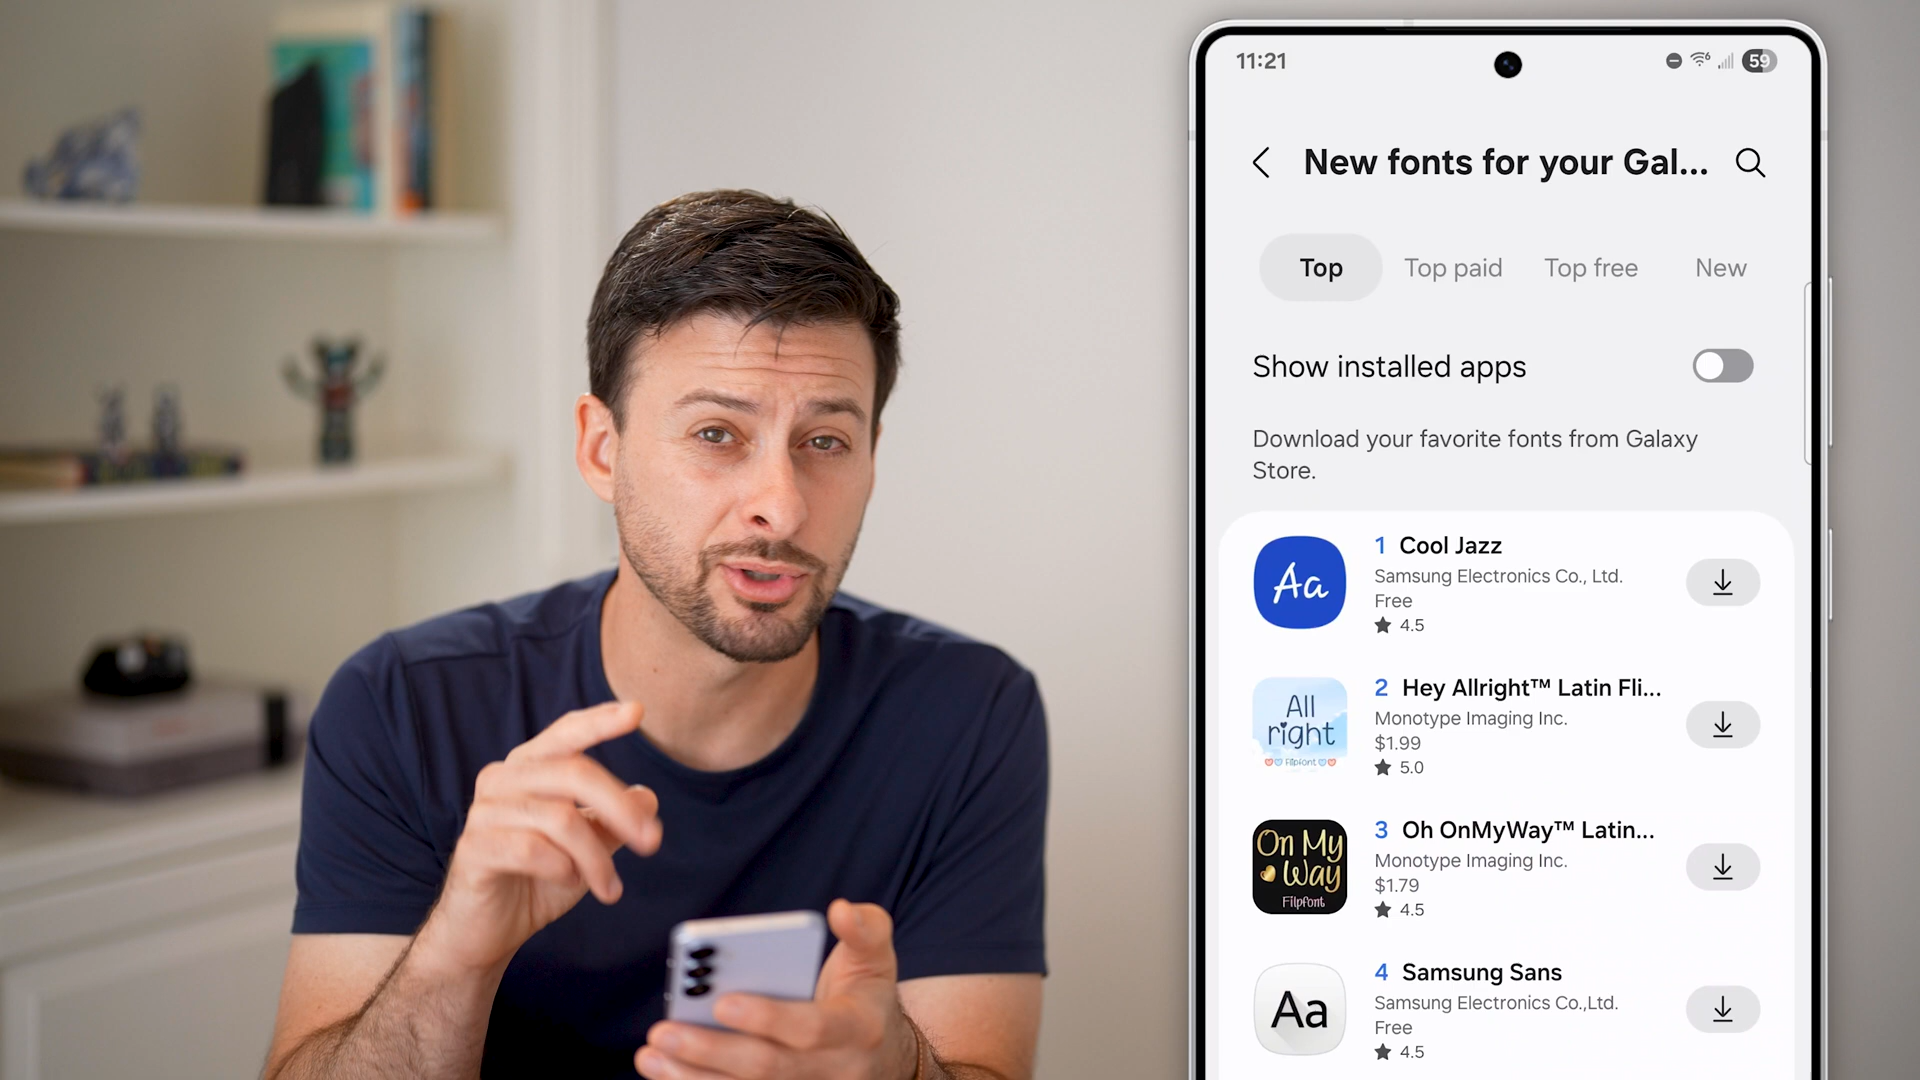 11:21
59
New fonts for your Gal...
Top
Top paid
Top free
New
Show installed apps
Download your favorite fonts from Galaxy
Store.
Aa
1 Cool Jazz
Samsung Electronics Co., Ltd.
Free
4.5
All
right
Flipfont
2 Hey Allright™ Latin Fli...
Monotype Imaging Inc.
$1.99
5.0
On My
Way
Flipfont
3 Oh OnMyWay™ Latin...
Monotype Imaging Inc.
$1.79
4.5
Aa
4 Samsung Sans
Samsung Electronics Co.,Ltd.
Free
4.5